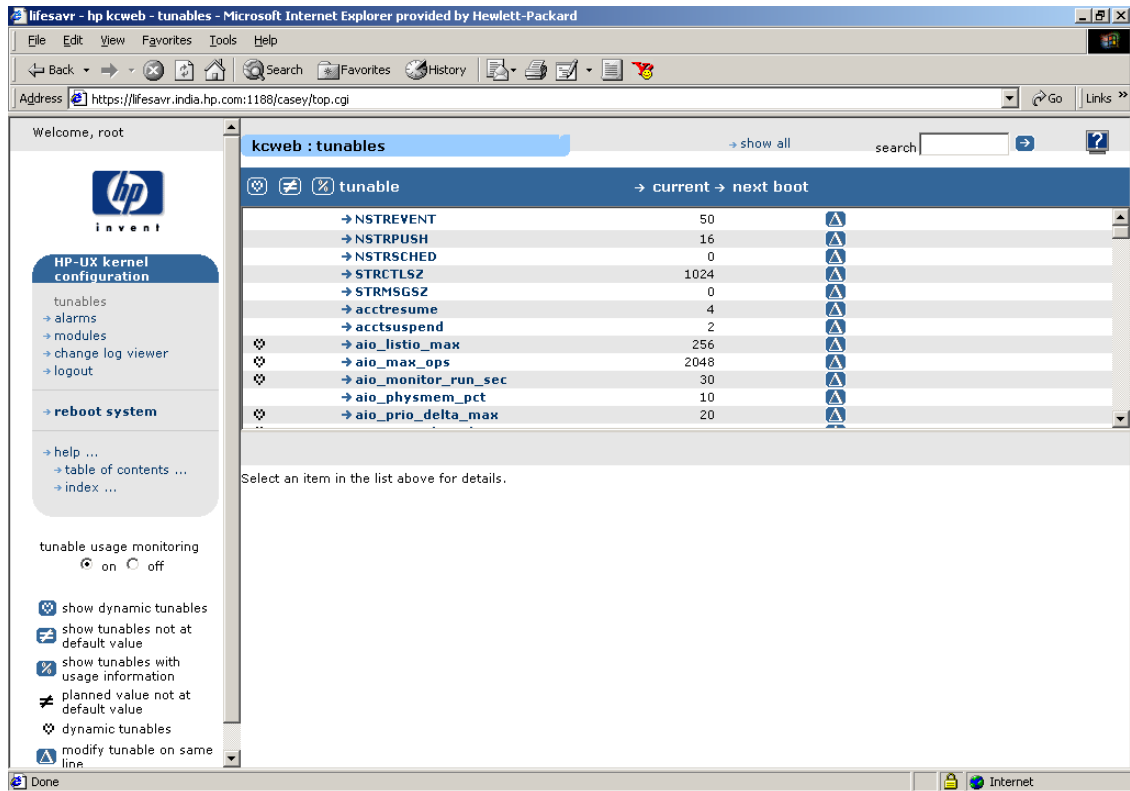 lifesavr - hp kcweb - tunables - Microsoft Internet Explorer provided by Hewlett-Packard
File Edit View Favorites Tools Help
Back Search Favorites History
Address https://lifesavr.india.hp.com:1188/casey/top.cgi Go Links »
Welcome, root
hp
invent
HP-UX kernel
configuration
tunables
alarms
modules
change log viewer
logout
reboot system
help ...
table of contents ...
index ...
tunable usage monitoring
on off
show dynamic tunables
≠ show tunables not at
default value
% show tunables with
usage information
≠ planned value not at
default value
dynamic tunables
modify tunable on same
line
kcweb : tunables
show all
search
?
≠ % tunable → current → next boot
→ NSTREVENT 50
→ NSTRPUSH 16
→ NSTRSCHED 0
→ STRCTLSZ 1024
→ STRMSGSZ 0
→ acctresume 4
→ acctsuspend 2
→ aio_listio_max 256
→ aio_max_ops 2048
→ aio_monitor_run_sec 30
→ aio_physmem_pct 10
→ aio_prio_delta_max 20
Select an item in the list above for details.
Done Internet